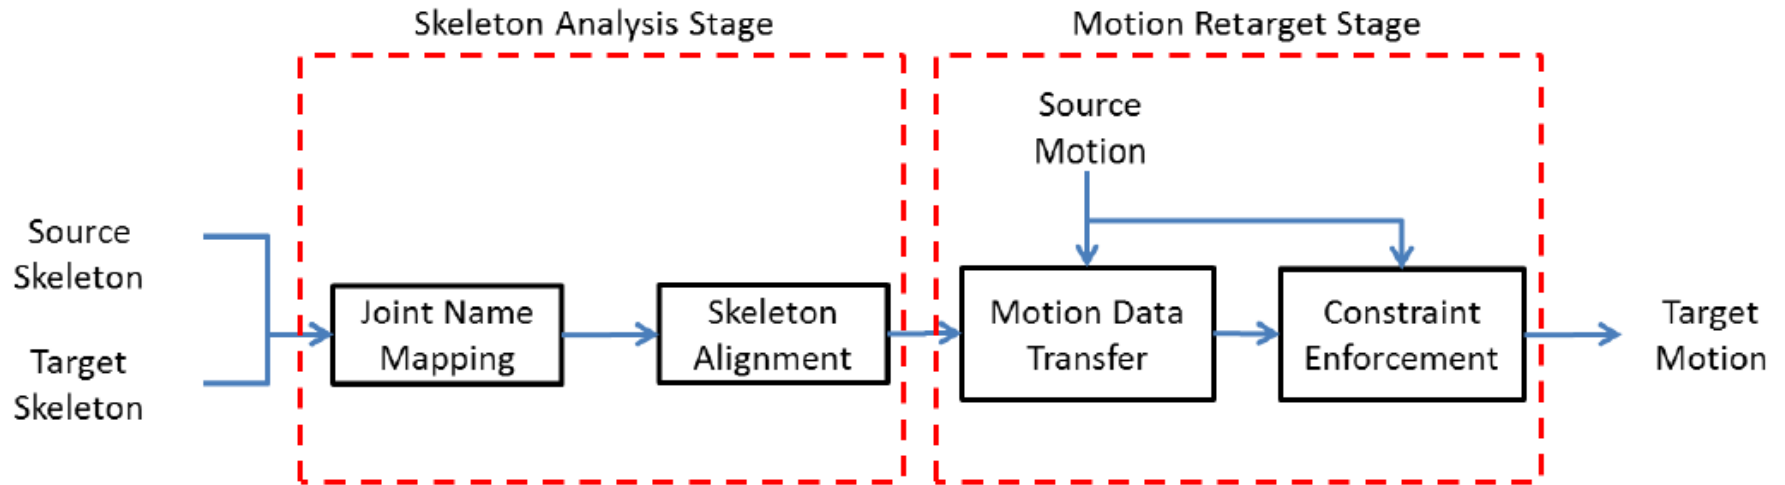 Skeleton Analysis Stage
Motion Retarget Stage
Source
Motion
Source
Skeleton
Target
Skeleton
Joint Name
Mapping
Skeleton
Alignment
Motion Data
Transfer
Constraint
Enforcement
Target
Motion